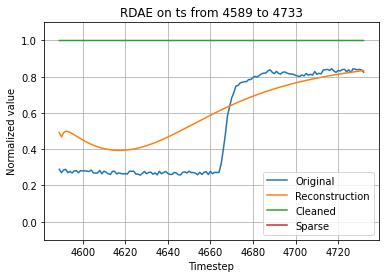 RDAE on ts from 4589 to 4733
Normalized value
1.0
0.8
0.6
0.4
0.2
0.0
4600
4620
4640
4660
4680
4700
4720
Timestep
Original
Reconstruction
Cleaned
Sparse